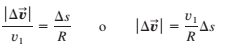 |Δv⃗|/v₁ = Δs/R o |Δv⃗| = v₁/R Δs